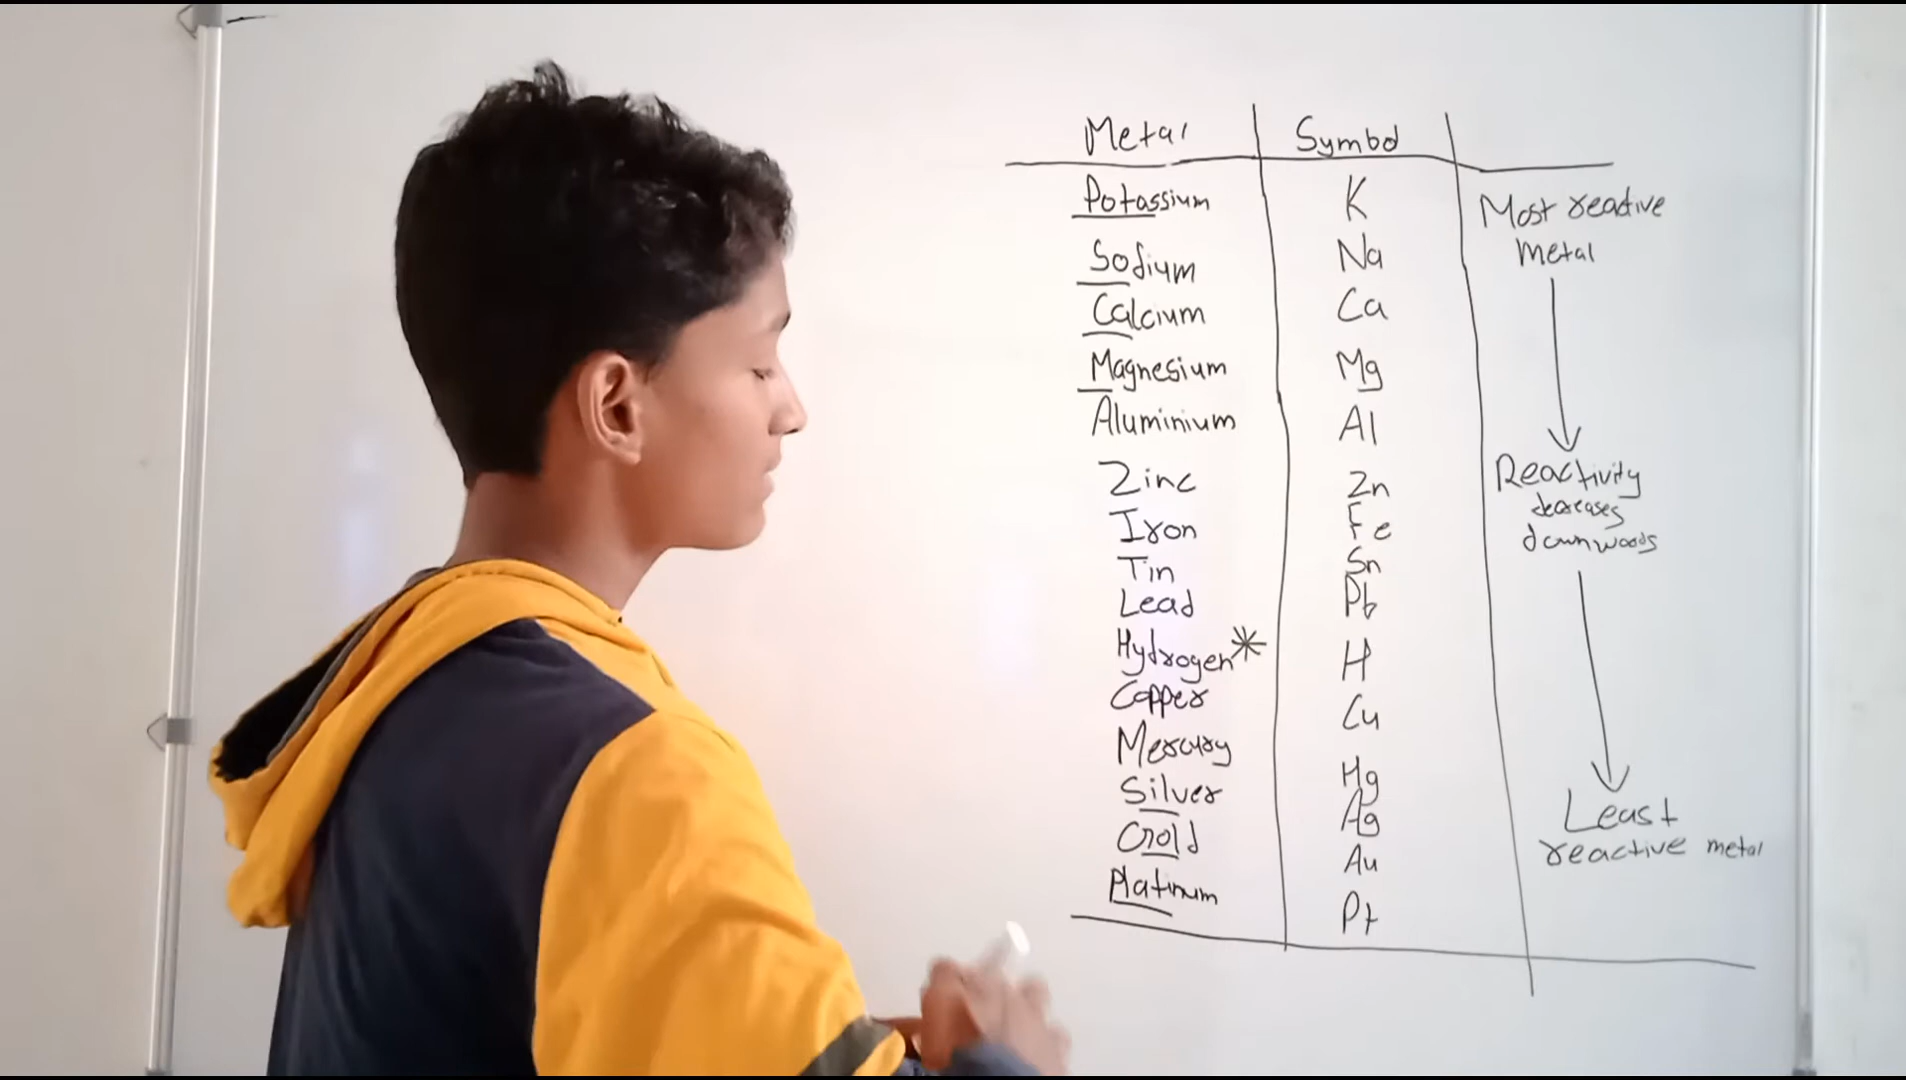 Metal Symbol
Potassium K Most reactive
metal
Sodium Na
Calcium Ca
Magnesium Mg
Aluminium Al
Zinc Zn Reactivity
decreases
Iron Fe downwoods
Tin Sn
Lead Pb
Hydrogen* H
Copper Cu
Mercury Hg
Silver Ag Least
reactive metal
Gold Au
Platinum Pt